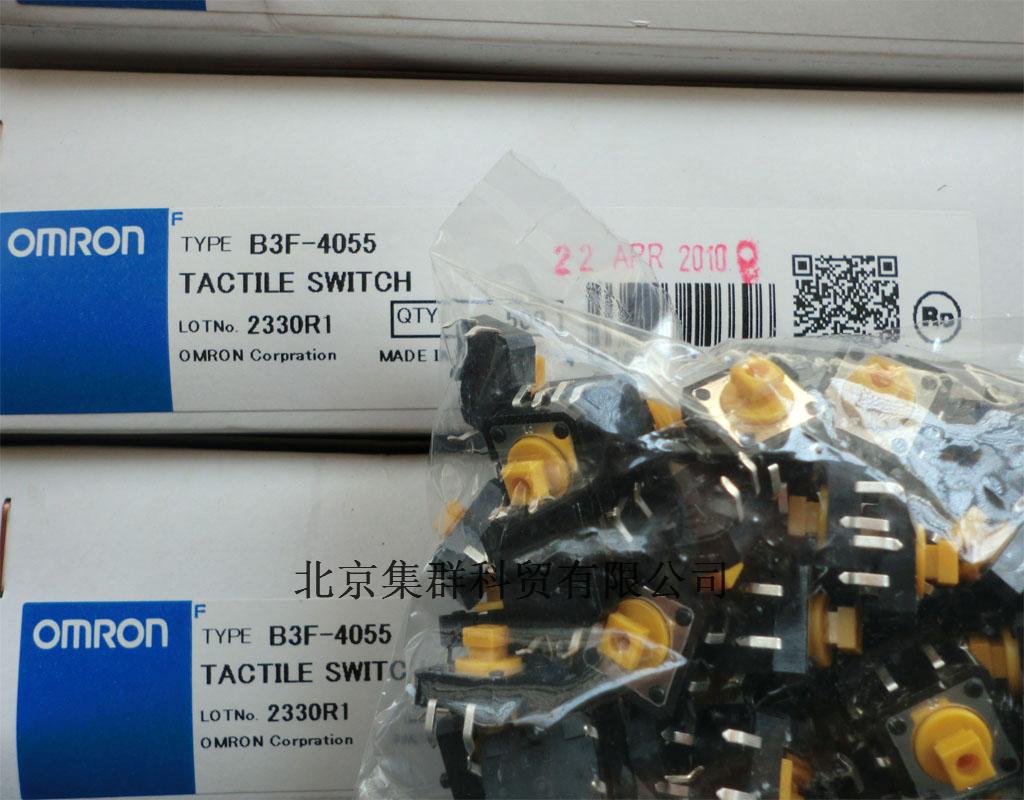 OMRON
F
TYPE B3F-4055
TACTILE SWITCH
LOTNo. 2330R1
QTY
OMRON Corpration
MADE I
22 APR 2010.
北京集群科贸有限公司
OMRON
F
TYPE B3F-4055
TACTILE SWITC
LOTNo. 2330R1
OMRON Corpration